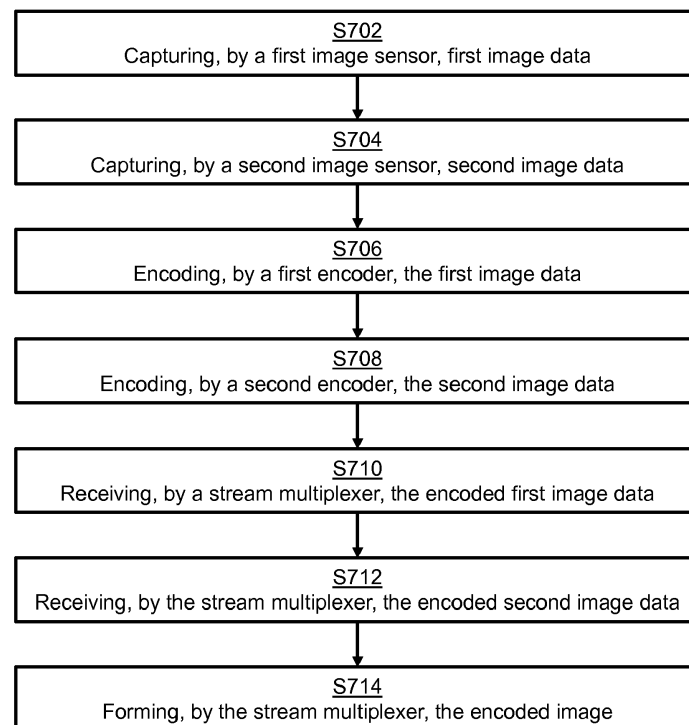 S702
Capturing, by a first image sensor, first image data
S704
Capturing, by a second image sensor, second image data
S706
Encoding, by a first encoder, the first image data
S708
Encoding, by a second encoder, the second image data
S710
Receiving, by a stream multiplexer, the encoded first image data
S712
Receiving, by the stream multiplexer, the encoded second image data
S714
Forming, by the stream multiplexer, the encoded image